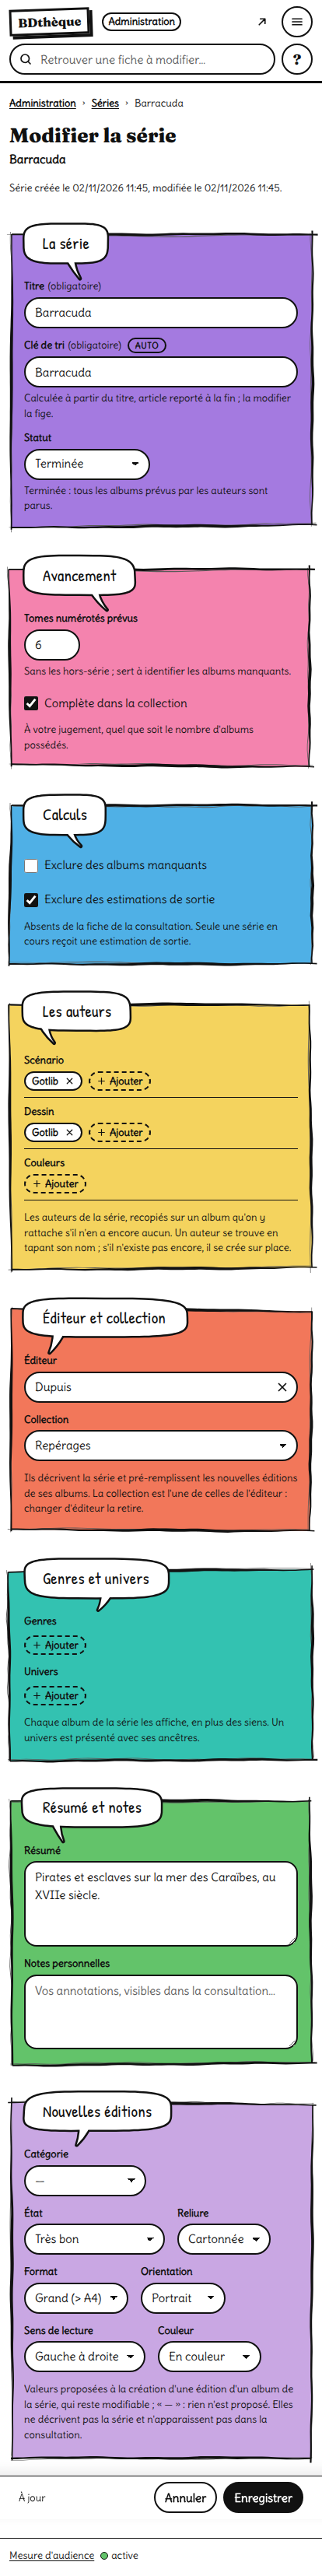 BDthèque Administration
Retrouver une fiche à modifier... ?
Administration › Séries › Barracuda
Modifier la série
Barracuda
Série créée le 02/11/2026 11:45, modifiée le 02/11/2026 11:45.
La série
Titre (obligatoire)
Barracuda
Clé de tri (obligatoire) AUTO
Barracuda
Calculée à partir du titre, article reporté à la fin ; la modifier
la fige.
Statut
Terminée
Terminée : tous les albums prévus par les auteurs sont
parus.
Avancement
Tomes numérotés prévus
6
Sans les hors-série ; sert à identifier les albums manquants.
Complète dans la collection
À votre jugement, quel que soit le nombre d'albums
possédés.
Calculs
Exclure des albums manquants
Exclure des estimations de sortie
Absents de la fiche de la consultation. Seule une série en
cours reçoit une estimation de sortie.
Les auteurs
Scénario
Gotlib × + Ajouter
Dessin
Gotlib × + Ajouter
Couleurs
+ Ajouter
Les auteurs de la série, recopiés sur un album qu'on y
rattache s'il n'en a encore aucun. Un auteur se trouve en
tapant son nom ; s'il n'existe pas encore, il se crée sur place.
Éditeur et collection
Éditeur
Dupuis ×
Collection
Repérages
Ils décrivent la série et pré-remplissent les nouvelles éditions
de ses albums. La collection est l'une de celles de l'éditeur :
changer d'éditeur la retire.
Genres et univers
Genres
+ Ajouter
Univers
+ Ajouter
Chaque album de la série les affiche, en plus des siens. Un
univers est présenté avec ses ancêtres.
Résumé et notes
Résumé
Pirates et esclaves sur la mer des Caraïbes, au
XVIIe siècle.
Notes personnelles
Vos annotations, visibles dans la consultation...
Nouvelles éditions
Catégorie
—
État Reliure
Très bon Cartonnée
Format Orientation
Grand (> A4) Portrait
Sens de lecture Couleur
Gauche à droite En couleur
Valeurs proposées à la création d'une édition d'un album de
la série, qui reste modifiable ; « — » : rien n'est proposé. Elles
ne décrivent pas la série et n'apparaissent pas dans la
consultation.
À jour Annuler Enregistrer
Mesure d'audience active